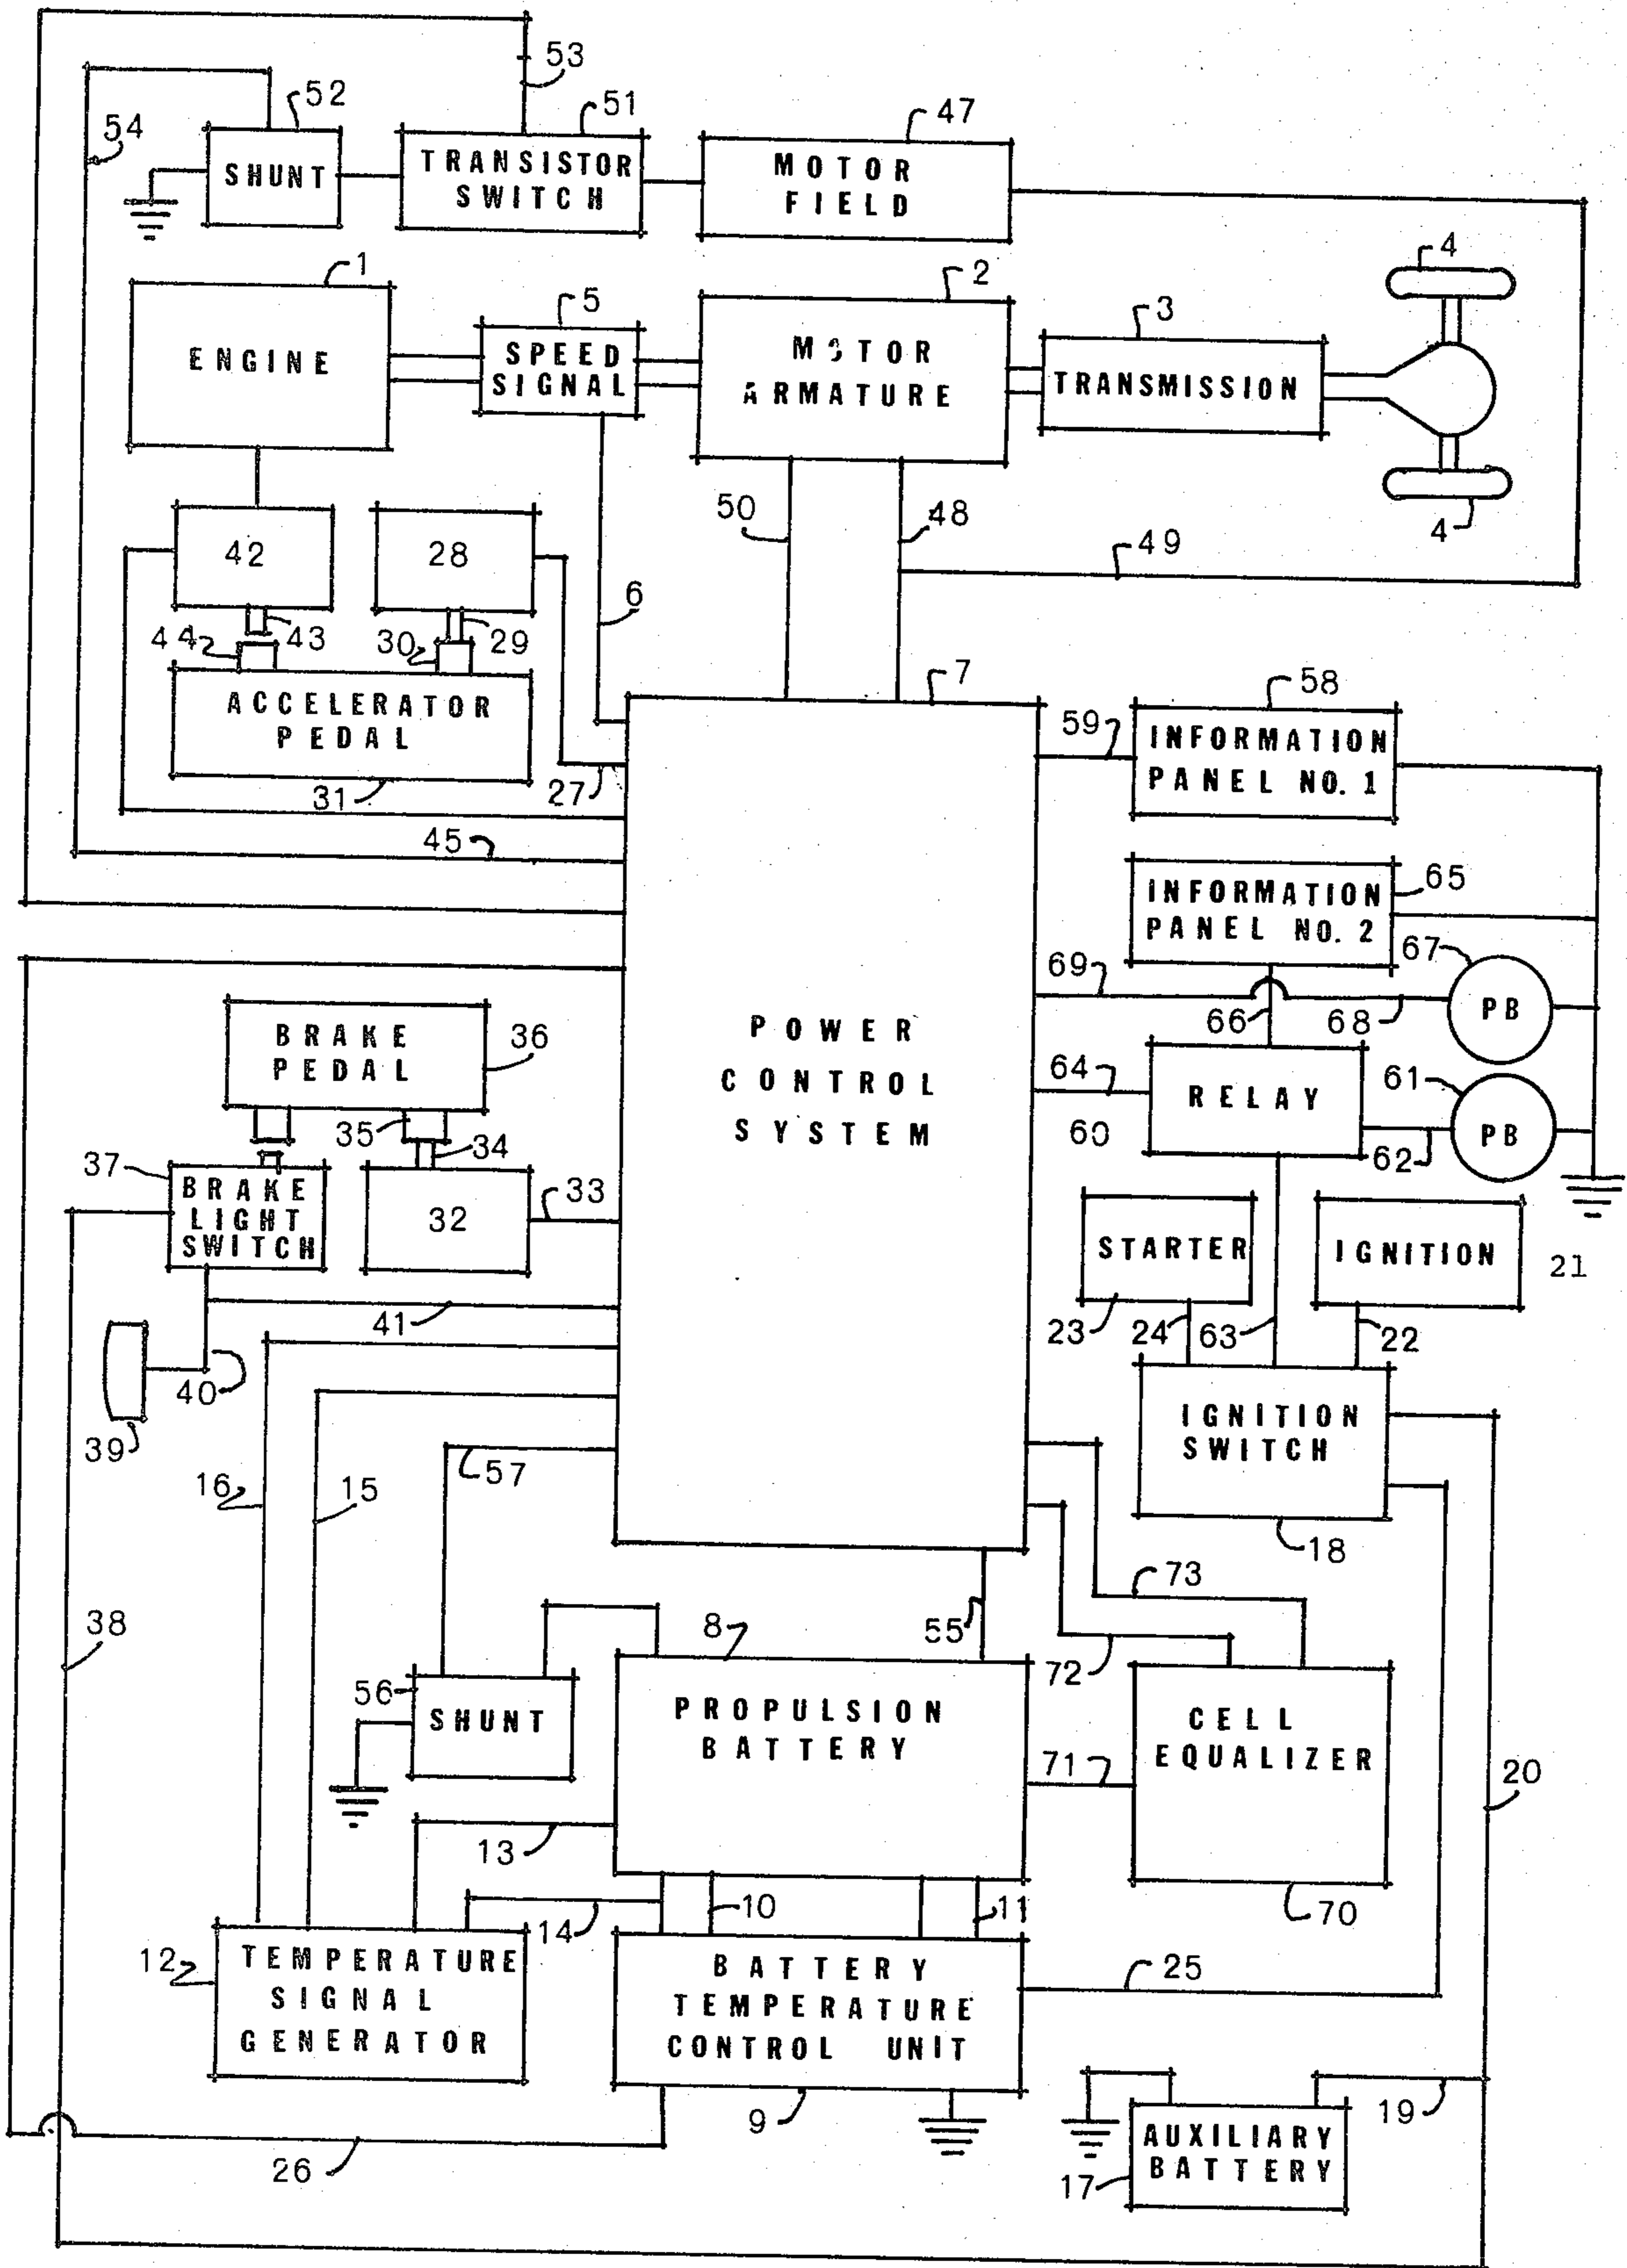 53
52
51
47
54
SHUNT
TRANSISTOR
SWITCH
MOTOR
FIELD
1
5
2
3
4
ENGINE
SPEED
SIGNAL
MOTOR
ARMATURE
TRANSMISSION
4
50
48
49
42
28
6
44
43
30
29
ACCELERATOR
PEDAL
31
27
45
7
58
59
INFORMATION
PANEL NO. 1
65
INFORMATION
PANEL NO. 2
67
69
66
68
PB
BRAKE
PEDAL
36
35
34
POWER
CONTROL
SYSTEM
64
RELAY
60
61
62
PB
37
BRAKE
LIGHT
SWITCH
32
33
STARTER
IGNITION
21
23
24
63
22
41
40
39
IGNITION
SWITCH
18
16
15
57
38
73
55
72
8
56
SHUNT
PROPULSION
BATTERY
CELL
EQUALIZER
71
70
20
13
14
10
11
12
TEMPERATURE
SIGNAL
GENERATOR
BATTERY
TEMPERATURE
CONTROL UNIT
25
9
26
19
17
AUXILIARY
BATTERY